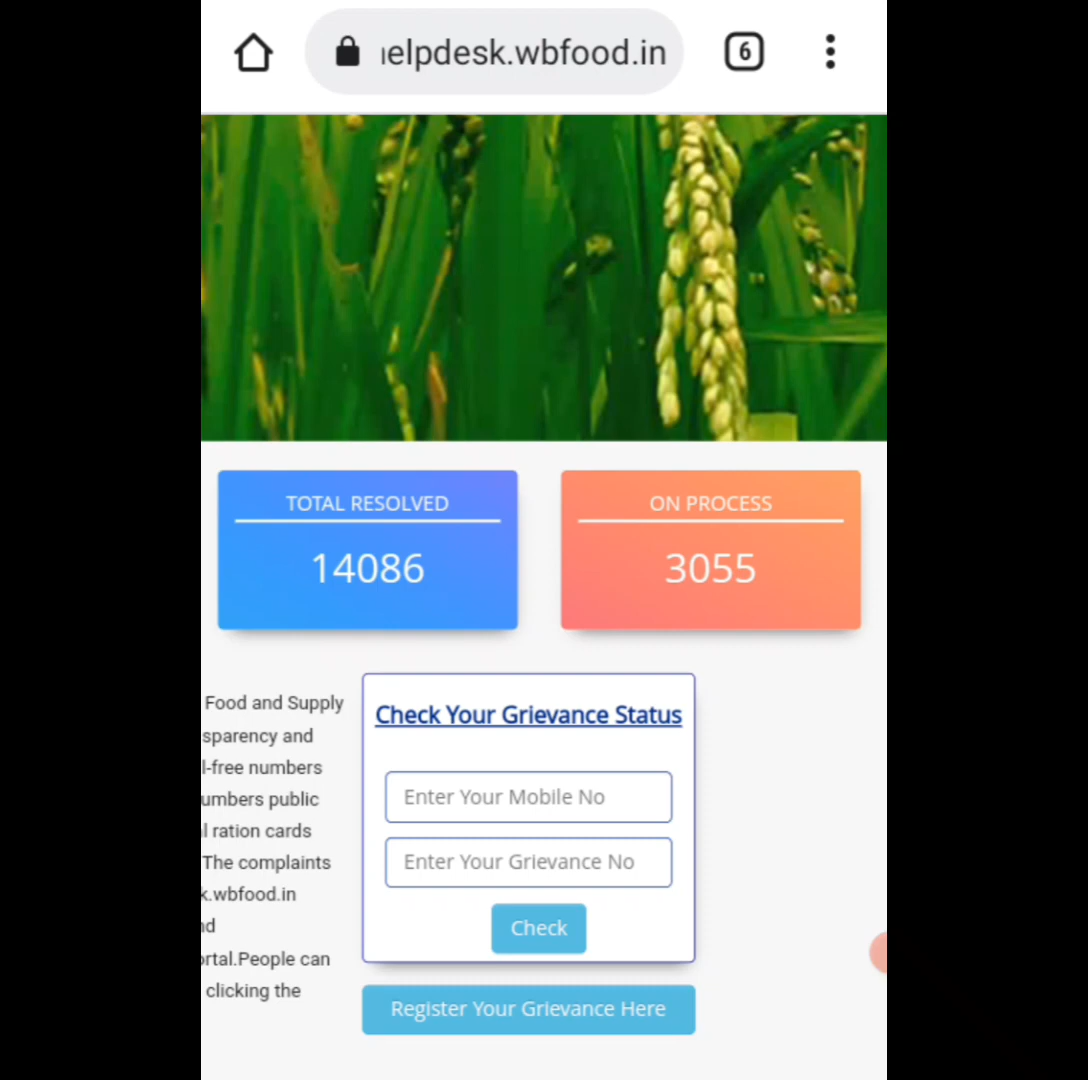 elpdesk.wbfood.in
6
TOTAL RESOLVED
14086
ON PROCESS
3055
Food and Supply
sparency and
l-free numbers
umbers public
l ration cards
The complaints
k.wbfood.in
nd
ortal.People can
clicking the
Check Your Grievance Status
Enter Your Mobile No
Enter Your Grievance No
Check
Register Your Grievance Here